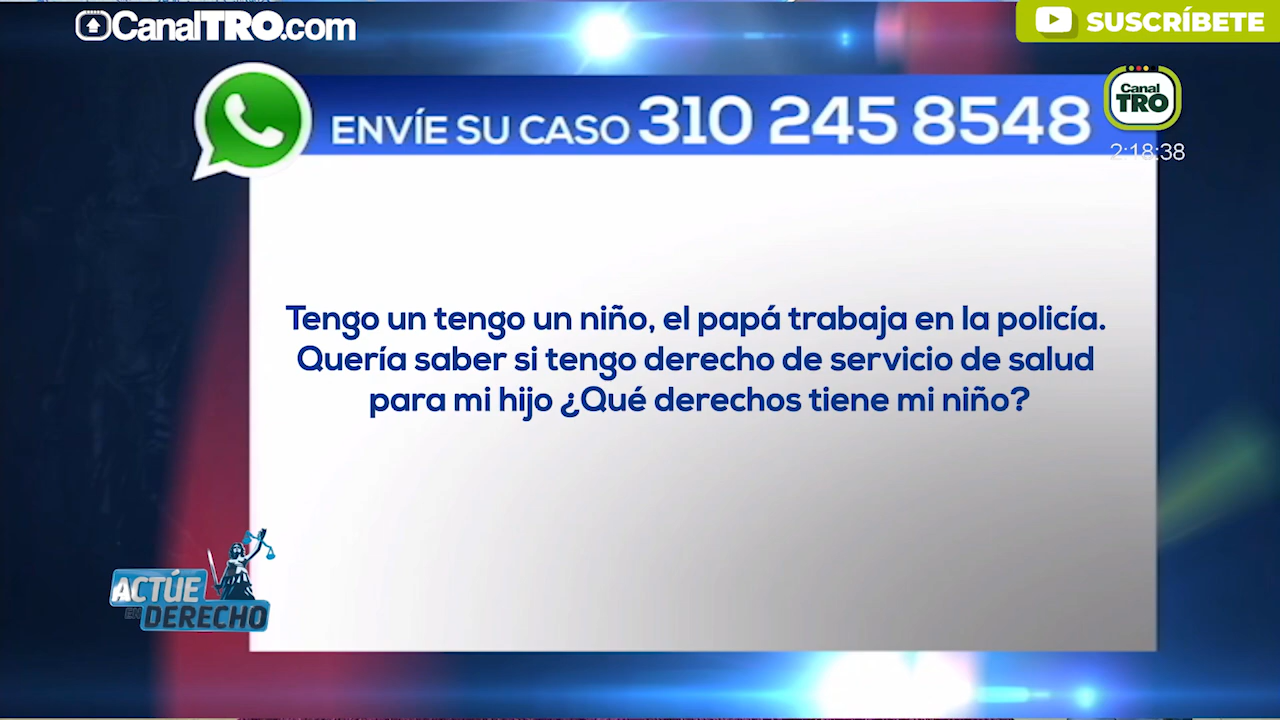 CanalTRO.com
SUSCRÍBETE
ENVÍE SU CASO 310 245 8548
Canal
TRO
2:18:38
Tengo un tengo un niño, el papá trabaja en la policía.
Quería saber si tengo derecho de servicio de salud
para mi hijo ¿Qué derechos tiene mi niño?
ACTÚE
EN DERECHO